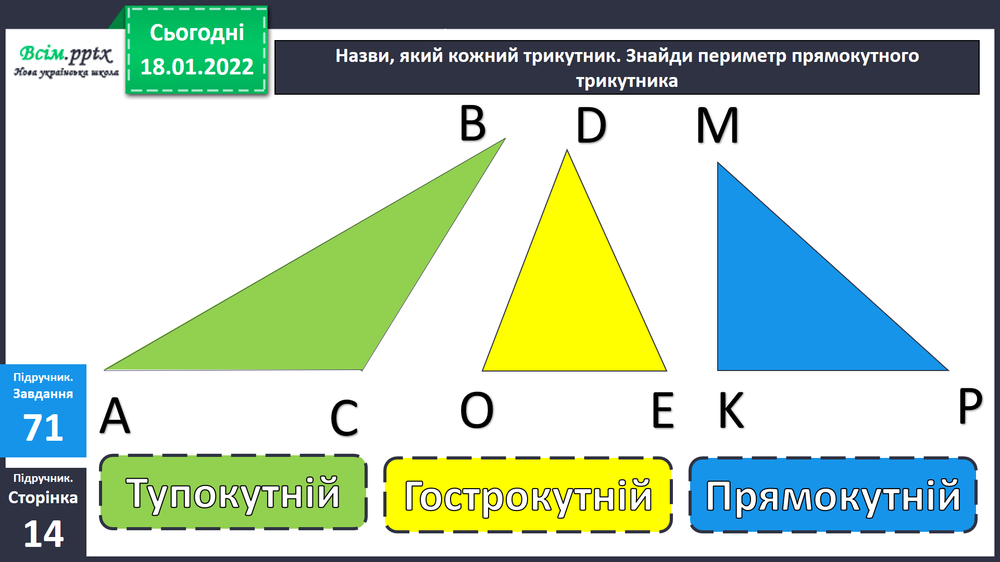 Всім.pptx
Нова українська школа
Сьогодні
18.01.2022
Назви, який кожний трикутник. Знайди периметр прямокутного
трикутника
B
D
M
A
C
O
E
K
P
Підручник.
Завдання
71
Підручник.
Сторінка
14
Тупокутній
Гострокутній
Прямокутній